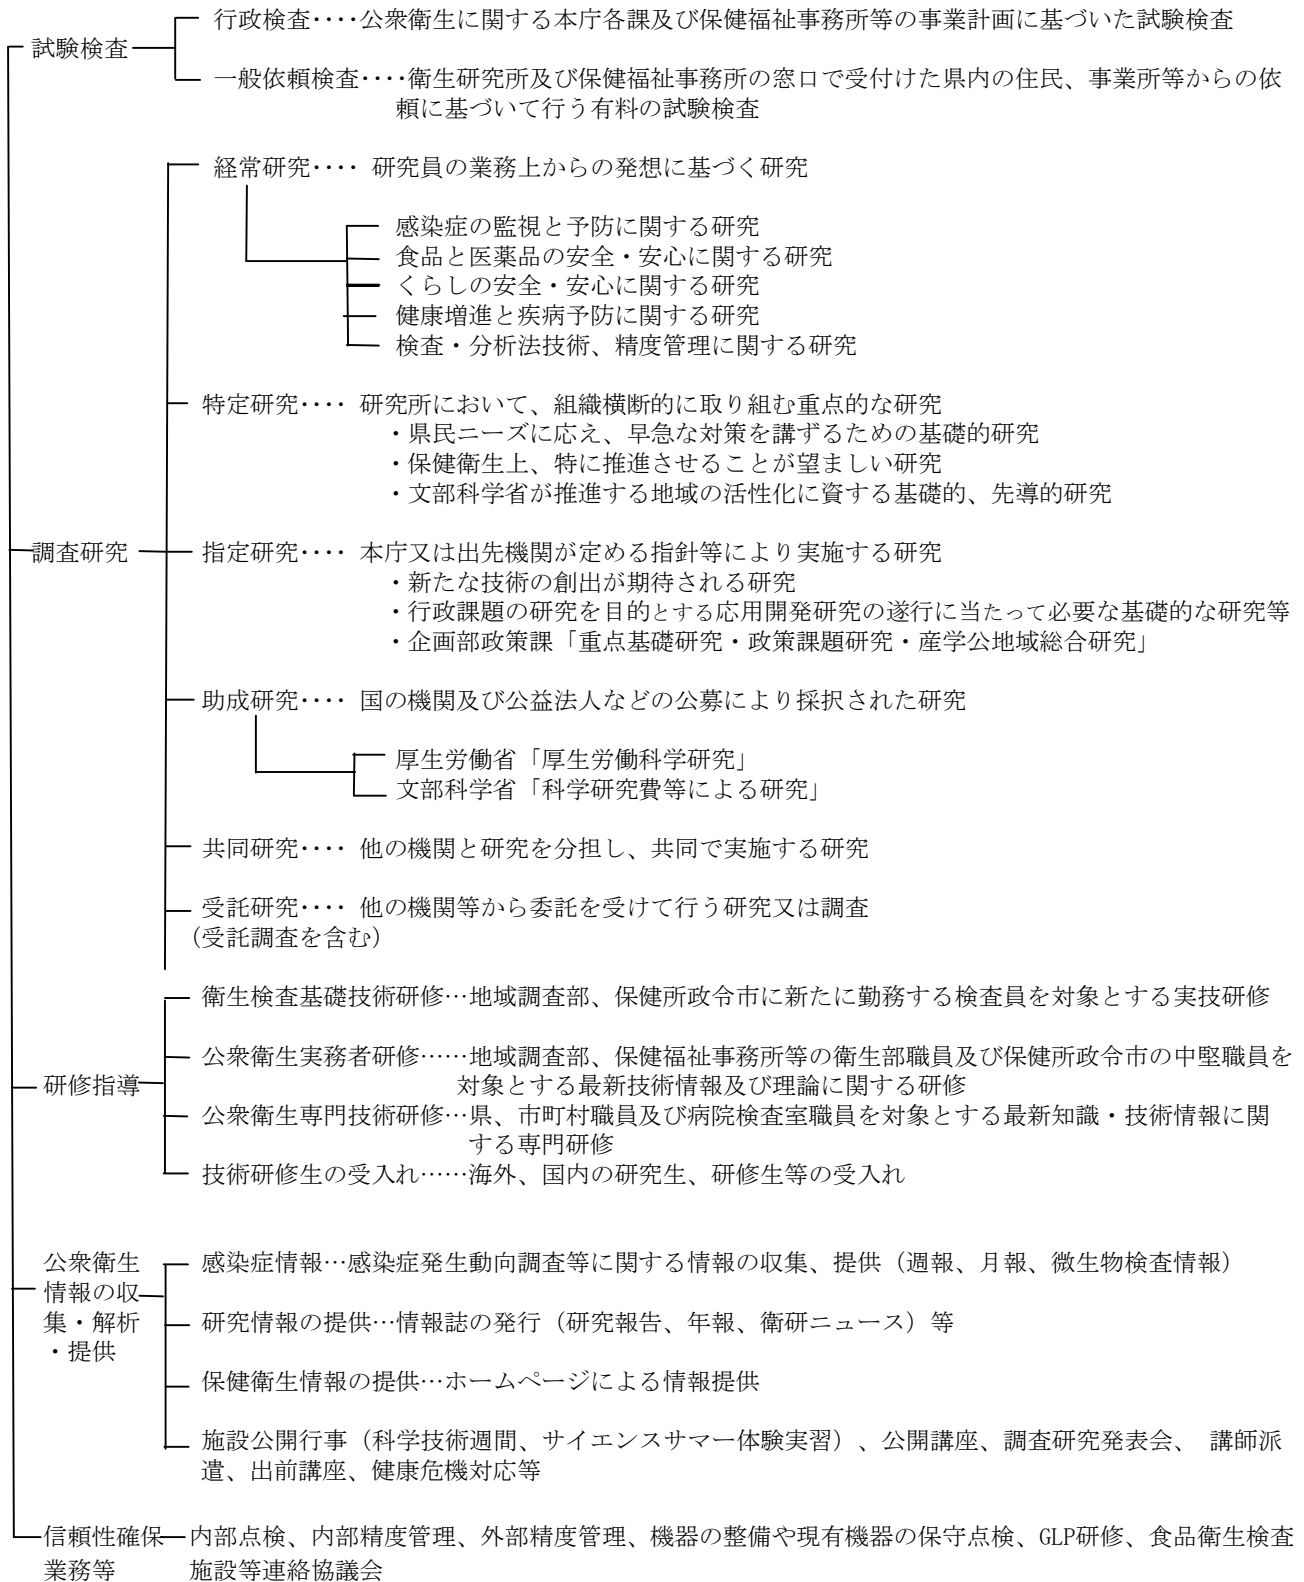 行政検査････公衆衛生に関する本庁各課及び保健福祉事務所等の事業計画に基づいた試験検査
試験検査
一般依頼検査････衛生研究所及び保健福祉事務所の窓口で受付けた県内の住民、事業所等からの依
頼に基づいて行う有料の試験検査
経常研究････ 研究員の業務上からの発想に基づく研究
感染症の監視と予防に関する研究
食品と医薬品の安全・安心に関する研究
くらしの安全・安心に関する研究
健康増進と疾病予防に関する研究
検査・分析法技術、精度管理に関する研究
特定研究････ 研究所において、組織横断的に取り組む重点的な研究
・県民ニーズに応え、早急な対策を講ずるための基礎的研究
・保健衛生上、特に推進させることが望ましい研究
・文部科学省が推進する地域の活性化に資する基礎的、先導的研究
調査研究
指定研究････ 本庁又は出先機関が定める指針等により実施する研究
・新たな技術の創出が期待される研究
・行政課題の研究を目的とする応用開発研究の遂行に当たって必要な基礎的な研究等
・企画部政策課「重点基礎研究・政策課題研究・産学公地域総合研究」
助成研究････ 国の機関及び公益法人などの公募により採択された研究
厚生労働省「厚生労働科学研究」
文部科学省「科学研究費等による研究」
共同研究････ 他の機関と研究を分担し、共同で実施する研究
受託研究････ 他の機関等から委託を受けて行う研究又は調査
(受託調査を含む)
衛生検査基礎技術研修…地域調査部、保健所政令市に新たに勤務する検査員を対象とする実技研修
公衆衛生実務者研修……地域調査部、保健福祉事務所等の衛生部職員及び保健所政令市の中堅職員を
対象とする最新技術情報及び理論に関する研修
研修指導
公衆衛生専門技術研修…県、市町村職員及び病院検査室職員を対象とする最新知識・技術情報に関
する専門研修
技術研修生の受入れ……海外、国内の研究生、研修生等の受入れ
公衆衛生
情報の収
集・解析
・提供
感染症情報…感染症発生動向調査等に関する情報の収集、提供（週報、月報、微生物検査情報）
研究情報の提供…情報誌の発行（研究報告、年報、衛研ニュース）等
保健衛生情報の提供…ホームページによる情報提供
施設公開行事（科学技術週間、サイエンスサマー体験実習）、公開講座、調査研究発表会、 講師派
遣、出前講座、健康危機対応等
信頼性確保
業務等
内部点検、内部精度管理、外部精度管理、機器の整備や現有機器の保守点検、GLP研修、食品衛生検査
施設等連絡協議会